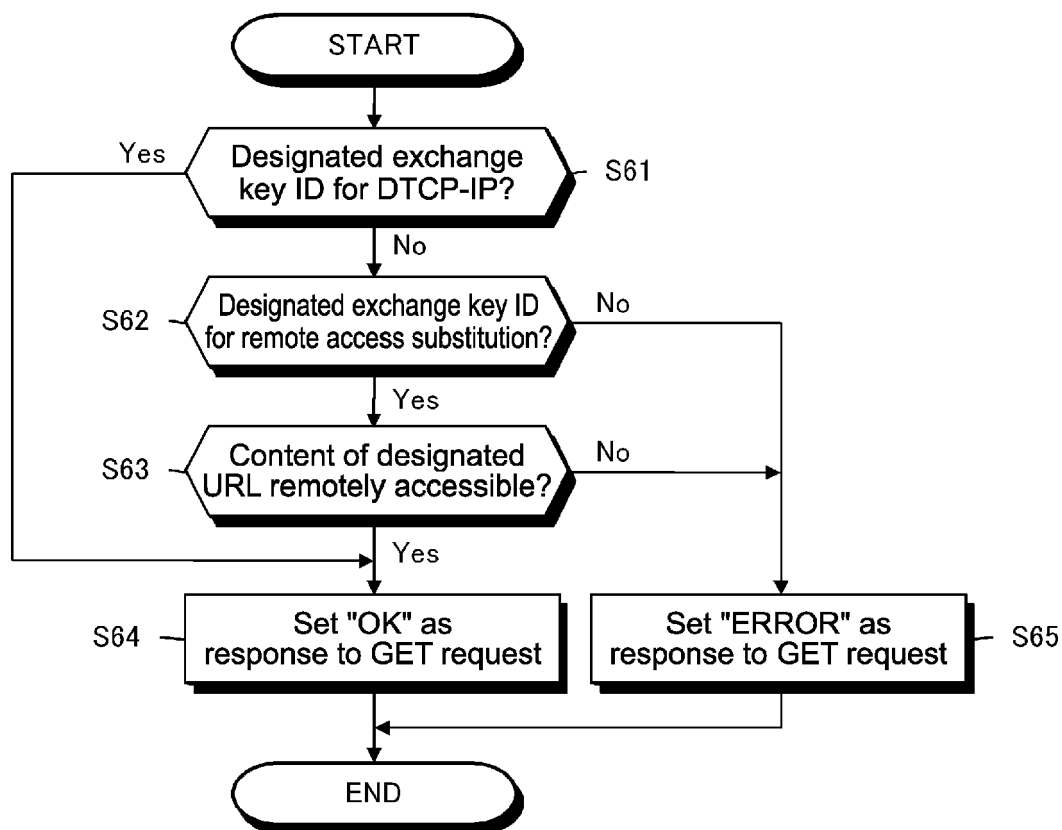 START
Yes
Designated exchange
key ID for DTCP-IP?
S61
No
S62
Designated exchange key ID
for remote access substitution?
No
Yes
S63
Content of designated
URL remotely accessible?
No
Yes
S64
Set "OK" as
response to GET request
Set "ERROR" as
response to GET request
S65
END